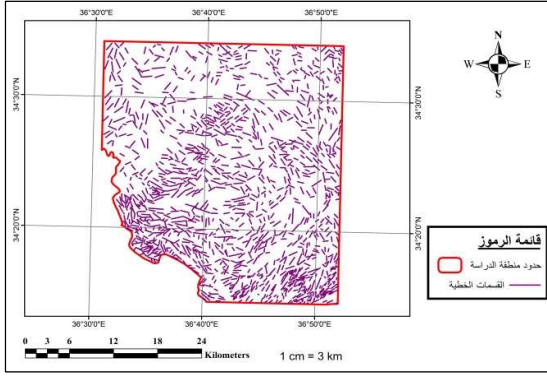 36°30'0"E 36°40'0"E 36°50'0"E
N
W E
S
34°30'0"N 34°30'0"N
34°20'0"N 34°20'0"N
قائمة الرموز
حدود منطقة الدراسة
القسمات الخطية
36°30'0"E 36°40'0"E 36°50'0"E
0 3 6 12 18 24
Kilometers
1 cm = 3 km